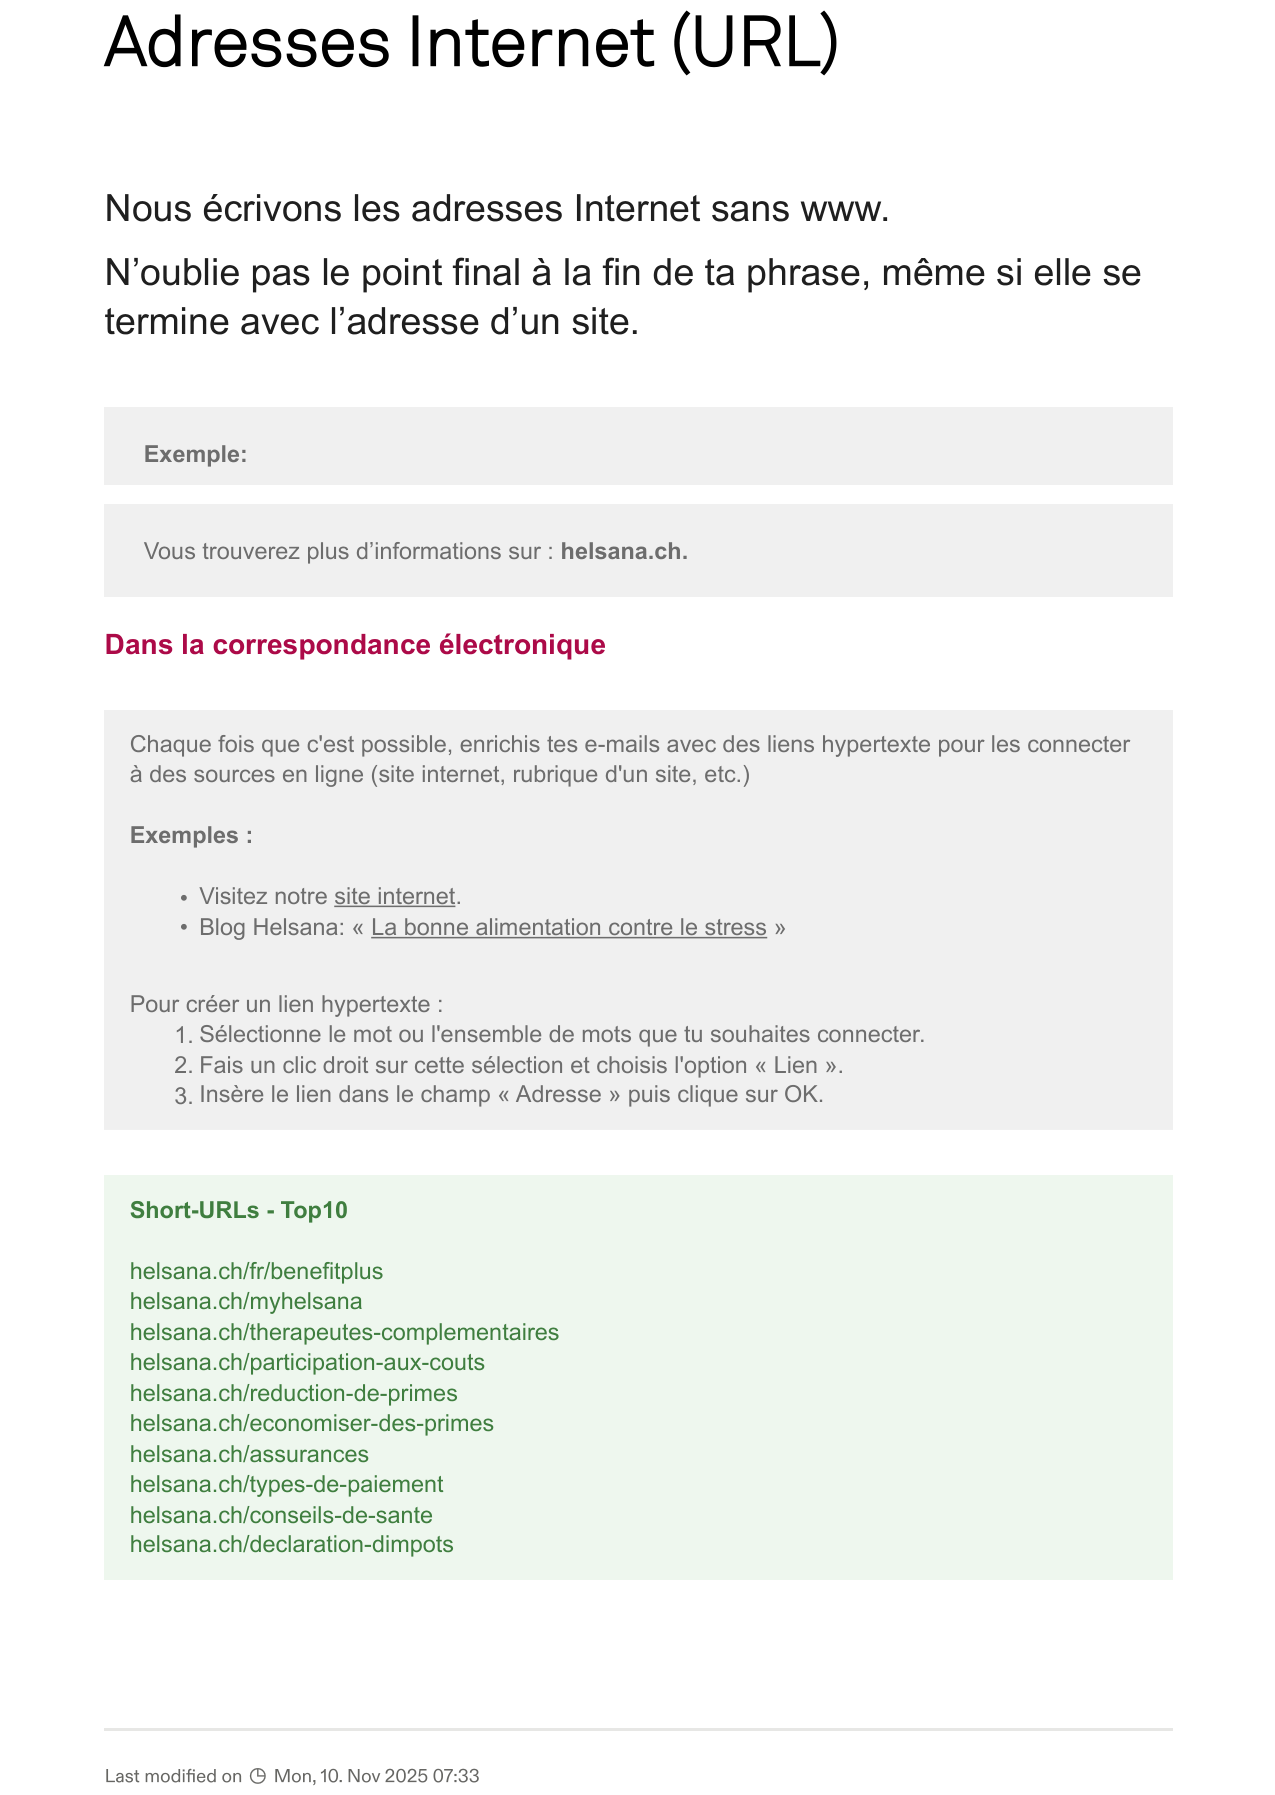 Adresses Internet (URL)
Nous écrivons les adresses Internet sans www.
N’oublie pas le point final à la fin de ta phrase, même si elle se
termine avec l’adresse d’un site.
Exemple:
Vous trouverez plus d’informations sur : helsana.ch.
Dans la correspondance électronique
Chaque fois que c'est possible, enrichis tes e-mails avec des liens hypertexte pour les connecter
à des sources en ligne (site internet, rubrique d'un site, etc.)
Exemples :
• Visitez notre site internet.
• Blog Helsana: « La bonne alimentation contre le stress »
Pour créer un lien hypertexte :
1. Sélectionne le mot ou l'ensemble de mots que tu souhaites connecter.
2. Fais un clic droit sur cette sélection et choisis l'option « Lien ».
3. Insère le lien dans le champ « Adresse » puis clique sur OK.
Short-URLs - Top10
helsana.ch/fr/benefitplus
helsana.ch/myhelsana
helsana.ch/therapeutes-complementaires
helsana.ch/participation-aux-couts
helsana.ch/reduction-de-primes
helsana.ch/economiser-des-primes
helsana.ch/assurances
helsana.ch/types-de-paiement
helsana.ch/conseils-de-sante
helsana.ch/declaration-dimpots
Last modified on Mon, 10. Nov 2025 07:33